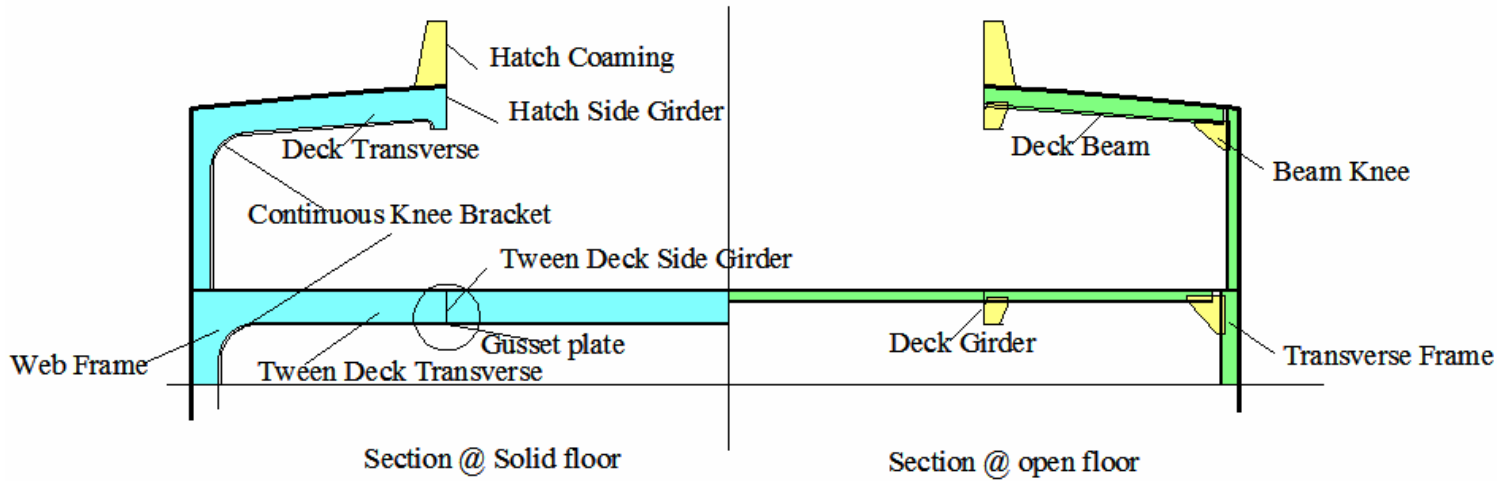 Hatch Coaming
Hatch Side Girder
Deck Transverse
Deck Beam
Beam Knee
Continuous Knee Bracket
Tween Deck Side Girder
Gusset plate
Deck Girder
Web Frame
Tween Deck Transverse
Transverse Frame
Section @ Solid floor
Section @ open floor